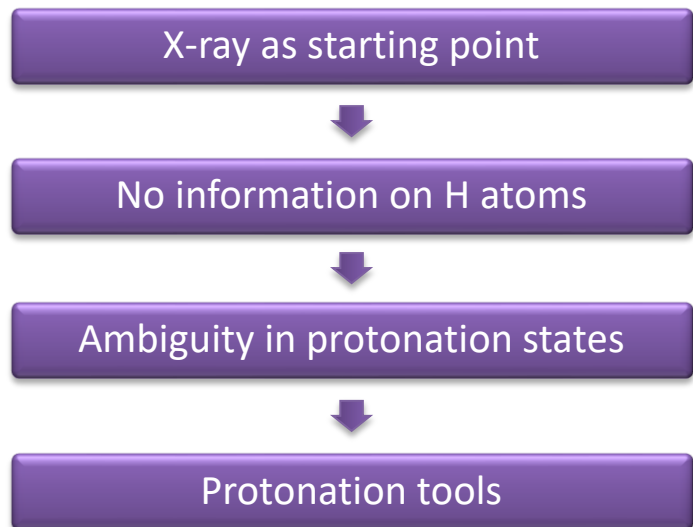 X-ray as starting point
No information on H atoms
Ambiguity in protonation states
Protonation tools